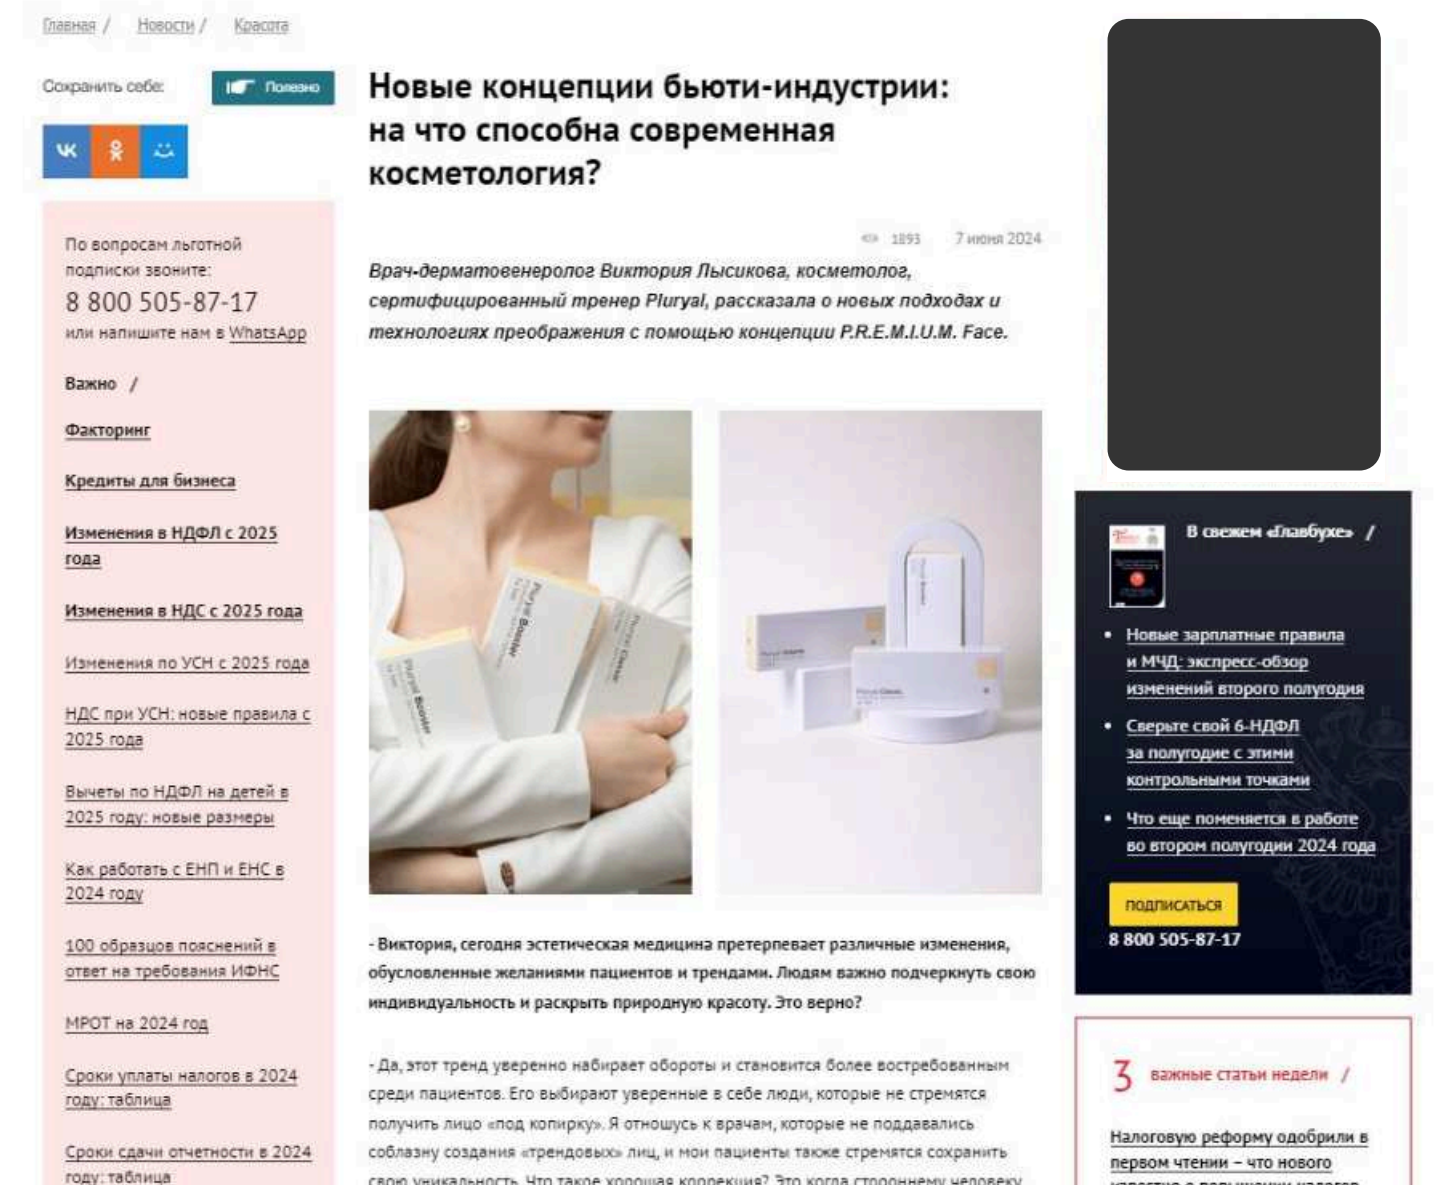 Главная /
Новости /
Красота
Сохранить себе:
Полезно
По вопросам льготной
подписки звоните:
8 800 505-87-17
или напишите нам в WhatsApp
Важно /
Факторинг
Кредиты для бизнеса
Изменения в НДФЛ с 2025
года
Изменения в НДС с 2025 года
Изменения по УСН с 2025 года
НДС при УСН: новые правила с
2025 года
Вычеты по НДФЛ на детей в
2025 году: новые размеры
Как работать с ЕНП и ЕНС в
2024 году
100 образцов пояснений в
ответ на требования ИФНС
МРОТ на 2024 год
Сроки уплаты налогов в 2024
году: таблица
Сроки сдачи отчетности в 2024
году: таблица
Новые концепции бьюти-индустрии:
на что способна современная
косметология?
1893
7 июня 2024
Врач-дерматовенеролог Виктория Лысикова, косметолог,
сертифицированный тренер Pluryal, рассказала о новых подходах и
технологиях преображения с помощью концепции P.R.E.M.I.U.M. Face.
Pluryal Booster
Pluryal Booster
Pluryal Classic
- Виктория, сегодня эстетическая медицина претерпевает различные изменения,
обусловленные желаниями пациентов и трендами. Людям важно подчеркнуть свою
индивидуальность и раскрыть природную красоту. Это верно?
- Да, этот тренд уверенно набирает обороты и становится более востребованным
среди пациентов. Его выбирают уверенные в себе люди, которые не стремятся
получить лицо «под копирку». Я отношусь к врачам, которые не поддавались
соблазну создания «трендовых» лиц, и мои пациенты также стремятся сохранить
свою уникальность. Что такое хорошая коррекция? Это когда стороннему человеку
В свежем «Главбухе» /
• Новые зарплатные правила
и МЧД: экспресс-обзор
изменений второго полугодия
• Сверьте свой 6-НДФЛ
за полугодие с этими
контрольными точками
• Что еще поменяется в работе
во втором полугодии 2024 года
ПОДПИСАТЬСЯ
8 800 505-87-17
3 важные статьи недели /
Налоговую реформу одобрили в
первом чтении – что нового